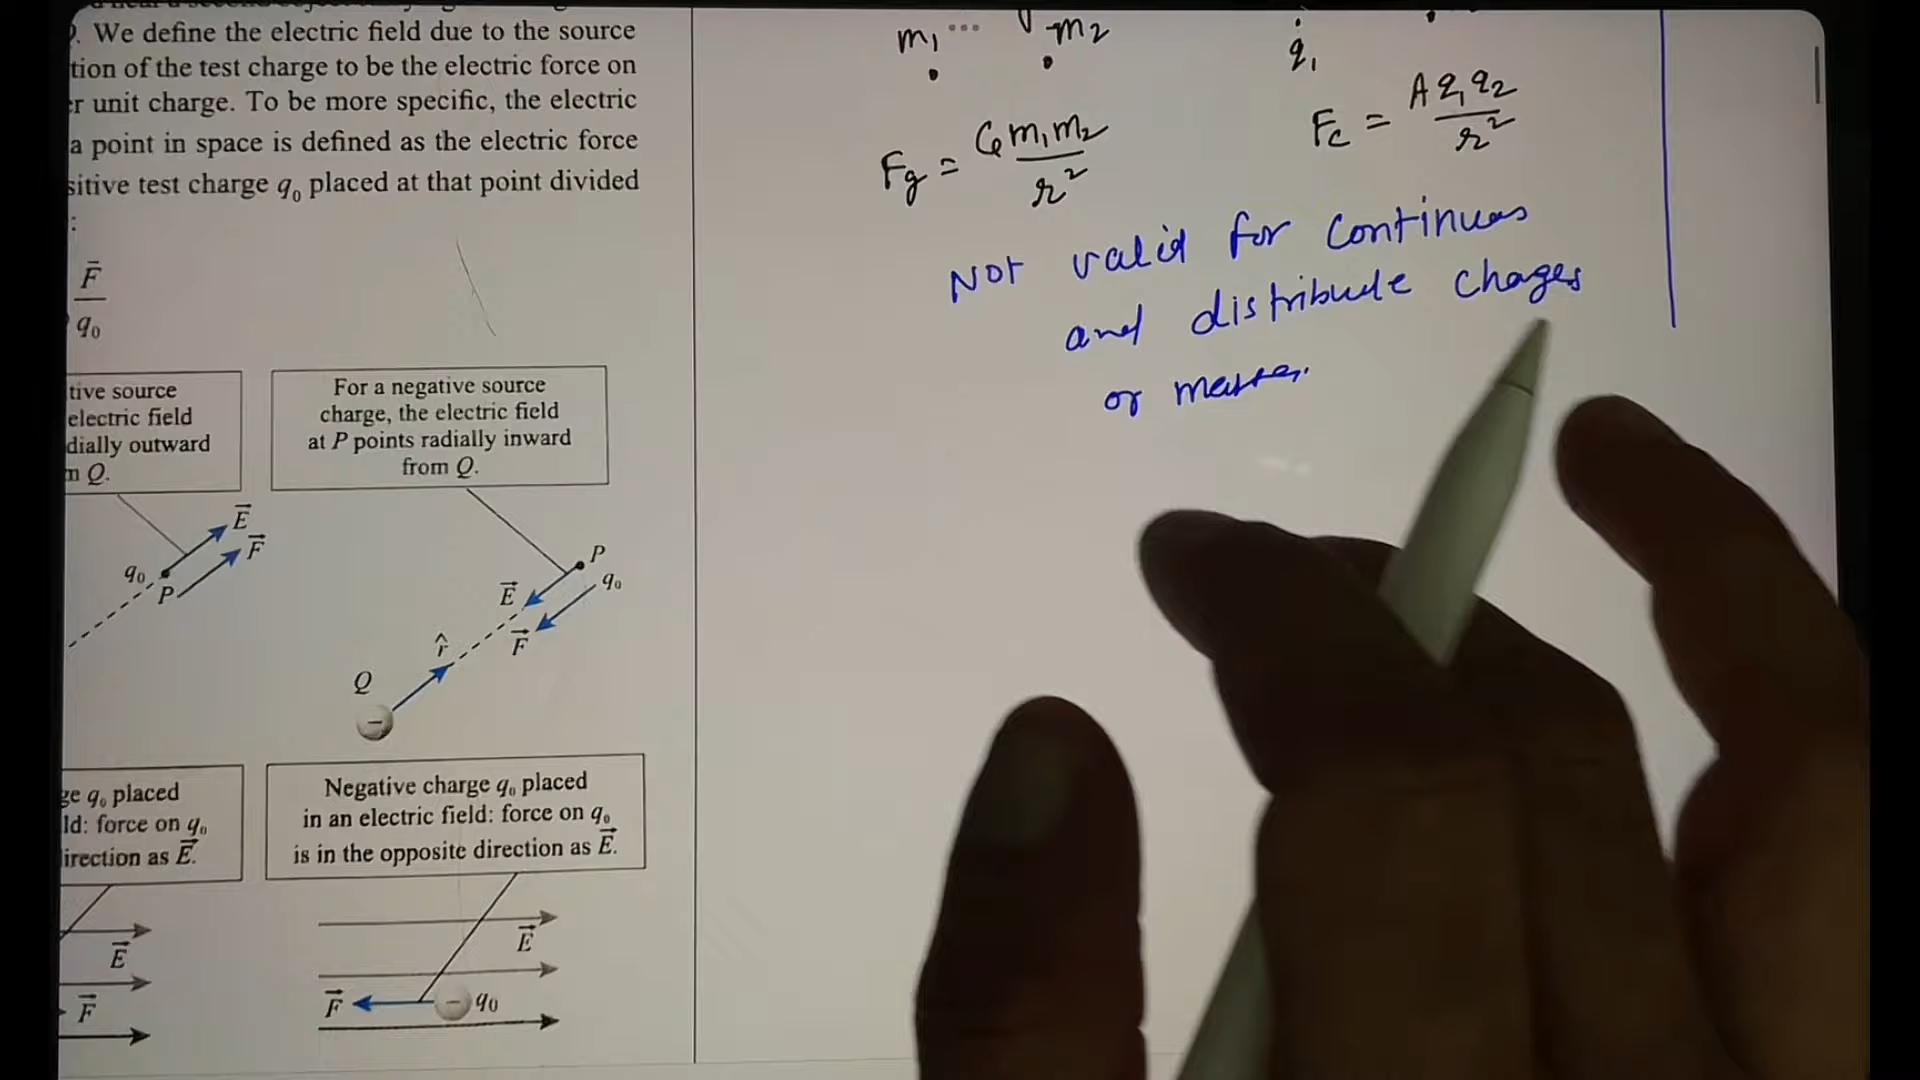 . We define the electric field due to the source
tion of the test charge to be the electric force on
r unit charge. To be more specific, the electric
a point in space is defined as the electric force
sitive test charge q₀ placed at that point divided
:
F̄
q₀
tive source
electric field
dially outward
Q.
For a negative source
charge, the electric field
at P points radially inward
from Q.
E⃗
F⃗
q₀
P
P
q₀
E⃗
F⃗
r̂
Q
−
q₀ placed
ld: force on q₀
irection as E⃗.
Negative charge q₀ placed
in an electric field: force on q₀
is in the opposite direction as E⃗.
E⃗
F⃗
E⃗
F⃗
− q₀
m₁ m₂
q₁
Fg = G m₁m₂ / r²
Fc = A q₁q₂ / r²
Not valid for continuos
and distribute chages
or